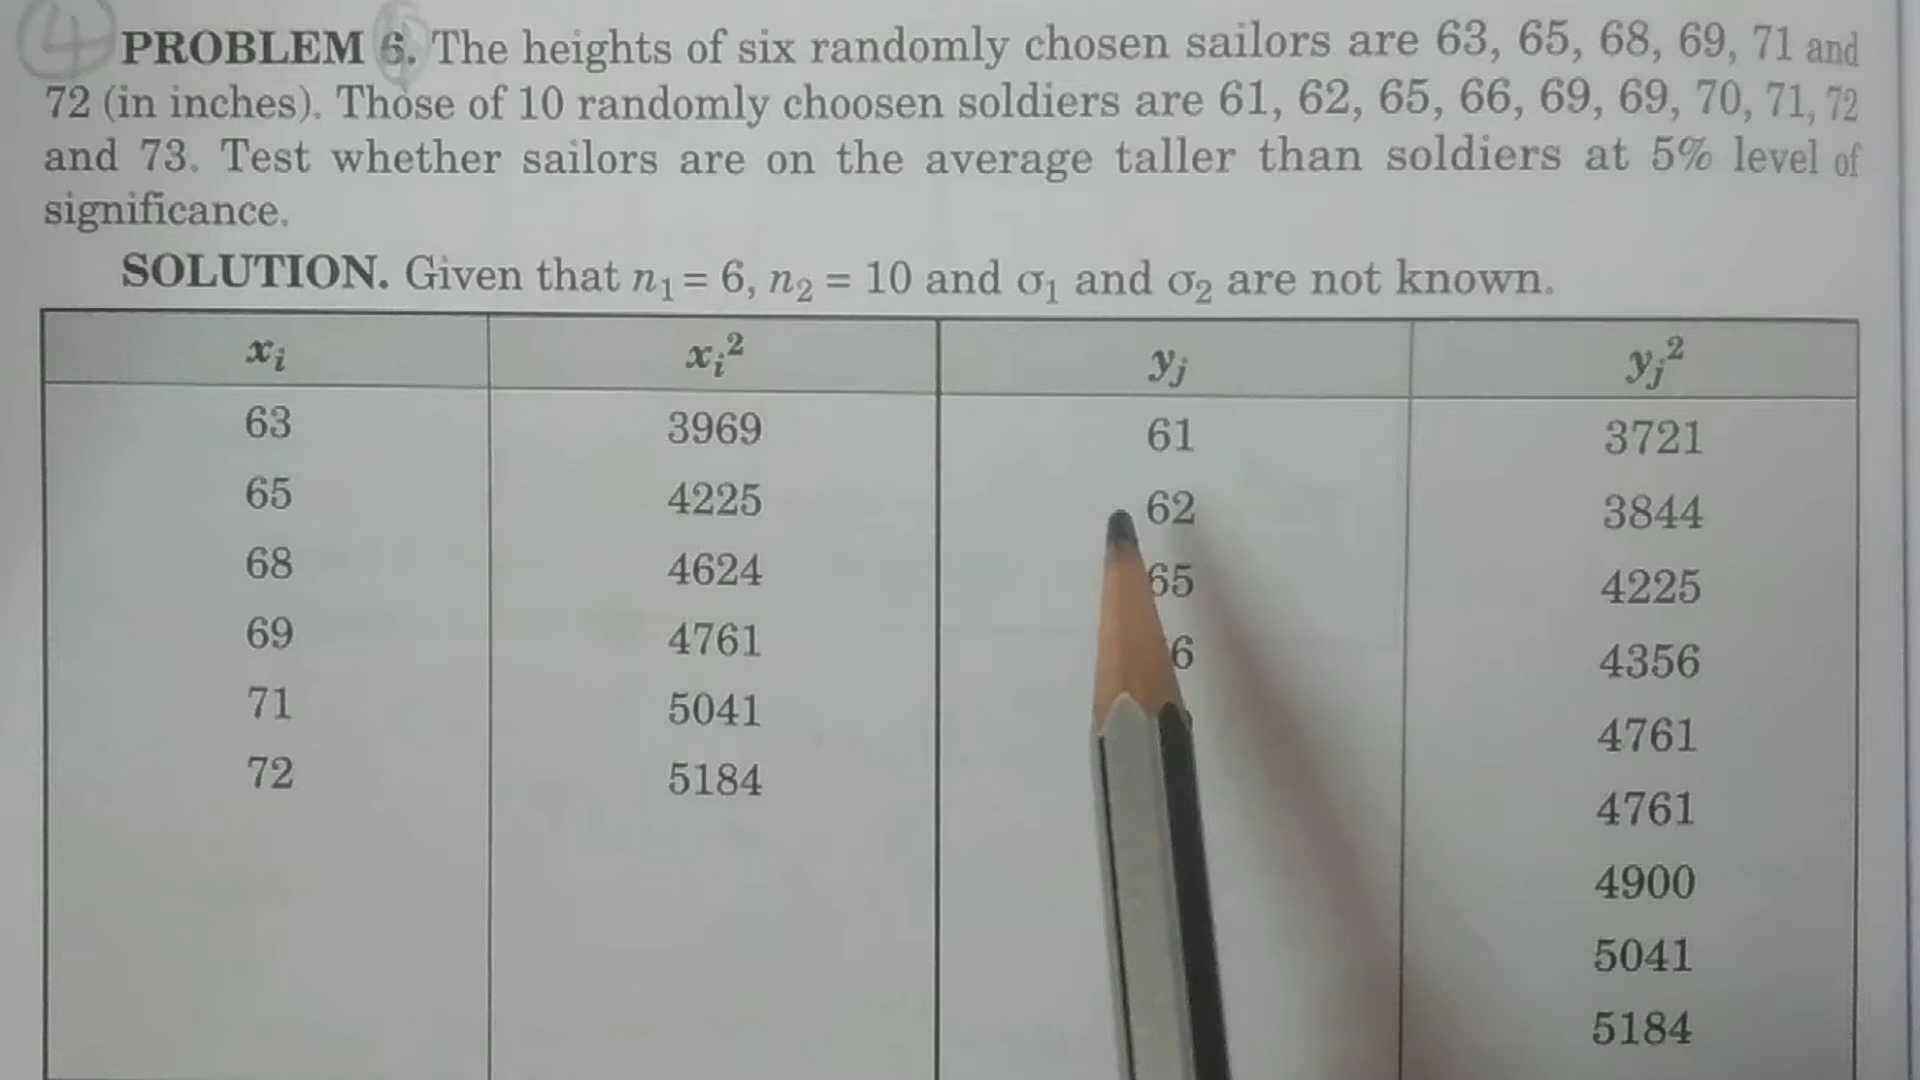 ④ PROBLEM 6. The heights of six randomly chosen sailors are 63, 65, 68, 69, 71 and
72 (in inches). Those of 10 randomly choosen soldiers are 61, 62, 65, 66, 69, 69, 70, 71, 72
and 73. Test whether sailors are on the average taller than soldiers at 5% level of
significance.
SOLUTION. Given that n₁ = 6, n₂ = 10 and σ₁ and σ₂ are not known.
xᵢ xᵢ² yⱼ yⱼ²
63 3969 61 3721
65 4225 62 3844
68 4624 65 4225
69 4761 6 4356
71 5041 4761
72 5184 4761
4900
5041
5184